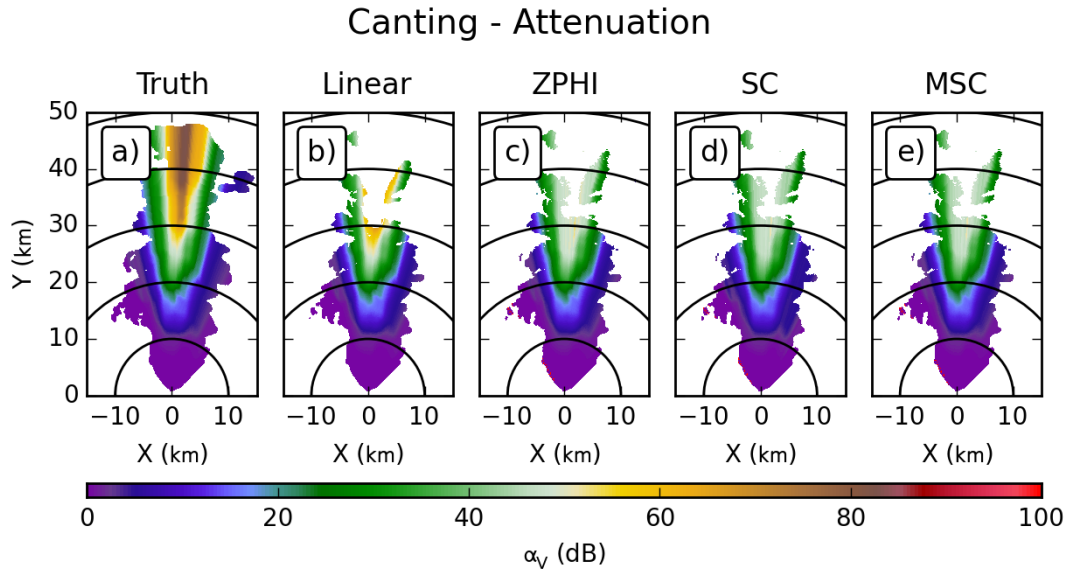 Canting - Attenuation
Truth Linear ZPHI SC MSC
a) b) c) d) e)
50
40
30
20
10
0
Y (km)
−10 0 10 −10 0 10 −10 0 10 −10 0 10 −10 0 10
X (km) X (km) X (km) X (km) X (km)
0 20 40 60 80 100
αV (dB)